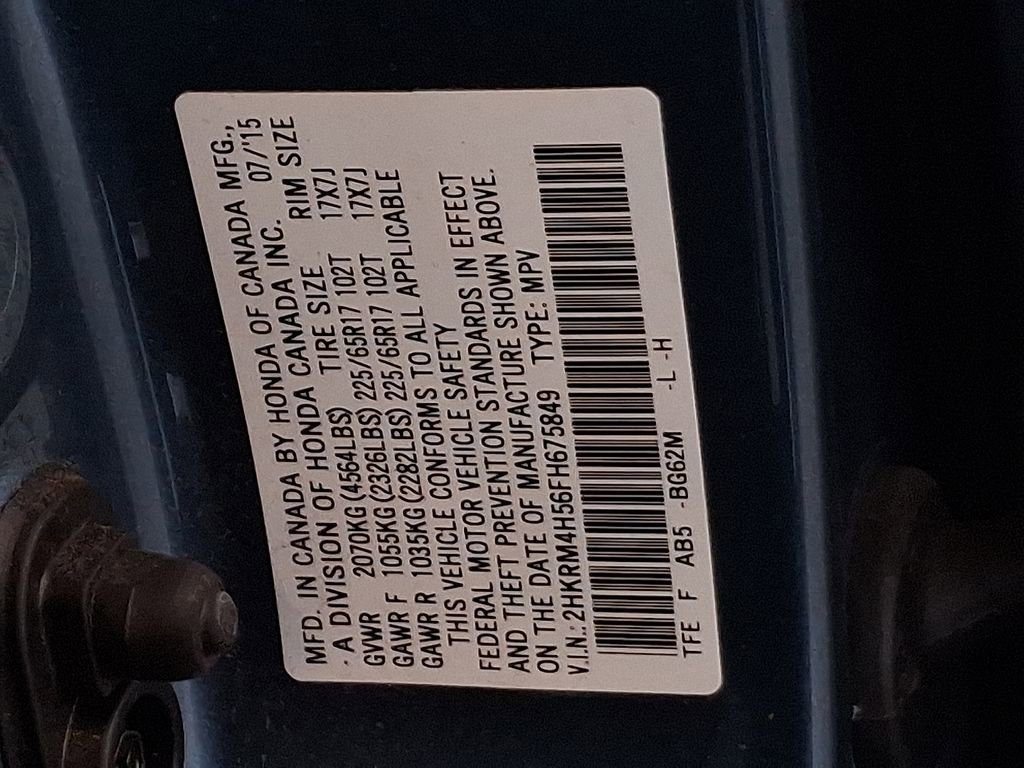 MFD. IN CANADA BY HONDA OF CANADA MFG.,
- A DIVISION OF HONDA CANADA INC. 07/'15
GVWR 2070KG(4564LBS) TIRE SIZE RIM SIZE
GAWR F 1055KG(2326LBS) 225/65R17 102T 17X7J
GAWR R 1035KG(2282LBS) 225/65R17 102T 17X7J
THIS VEHICLE CONFORMS TO ALL APPLICABLE
FEDERAL MOTOR VEHICLE SAFETY
AND THEFT PREVENTION STANDARDS IN EFFECT
ON THE DATE OF MANUFACTURE SHOWN ABOVE.
V.I.N.: 2HKRM4H56FH675849 TYPE: MPV
TFE F AB5 -BG62M -L -H